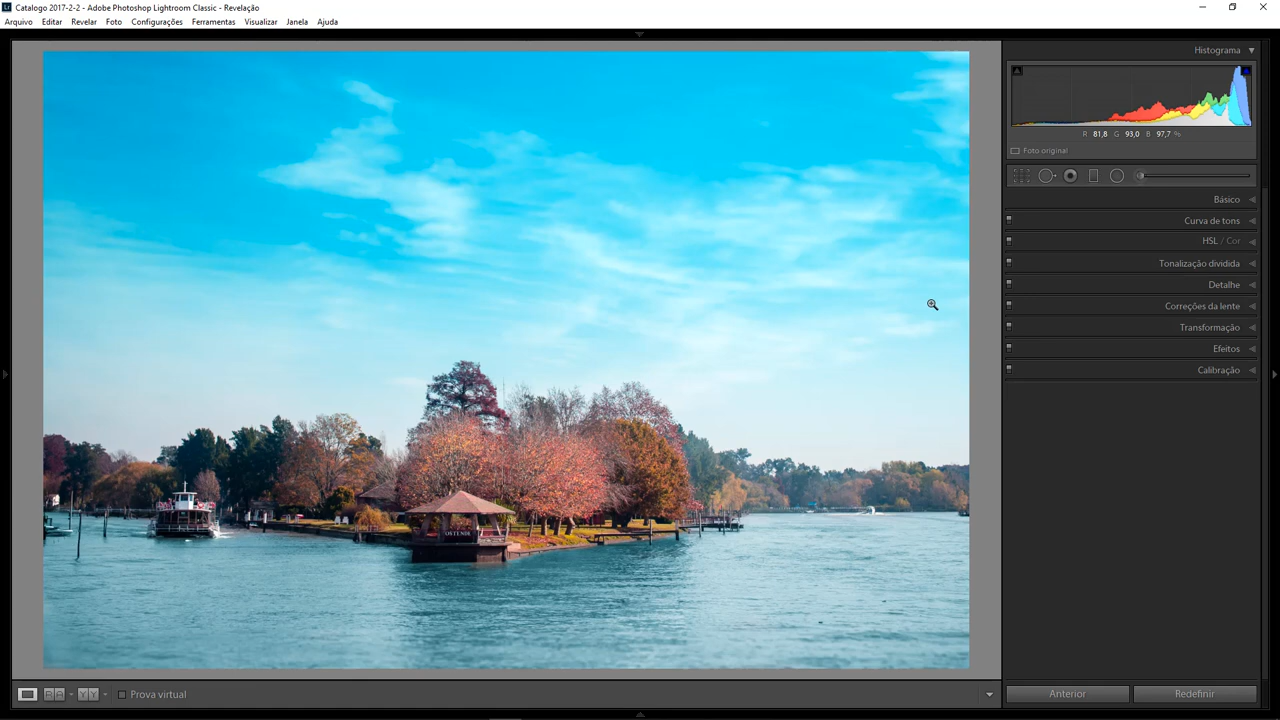 Lr Catalogo 2017-2-2 - Adobe Photoshop Lightroom Classic - Revelação
Arquivo Editar Revelar Foto Configurações Ferramentas Visualizar Janela Ajuda
Histograma
R 81,8 G 93,0 B 97,7 %
Foto original
Básico
Curva de tons
HSL / Cor
Tonalização dividida
Detalhe
Correções da lente
Transformação
Efeitos
Calibração
OSTENDE
R A Y Y Prova virtual
Anterior Redefinir